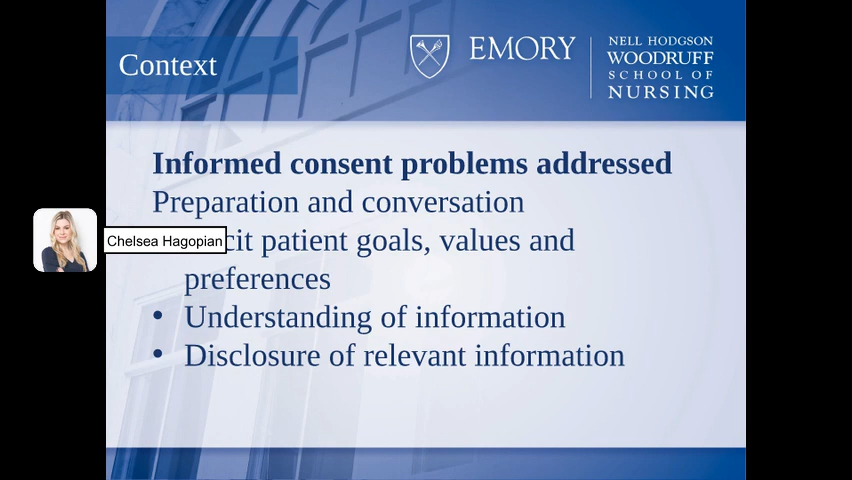 Context
EMORY
NELL HODGSON
WOODRUFF
SCHOOL OF
NURSING
Informed consent problems addressed
Preparation and conversation
patient goals, values and
preferences
• Understanding of information
• Disclosure of relevant information
Chelsea Hagopian